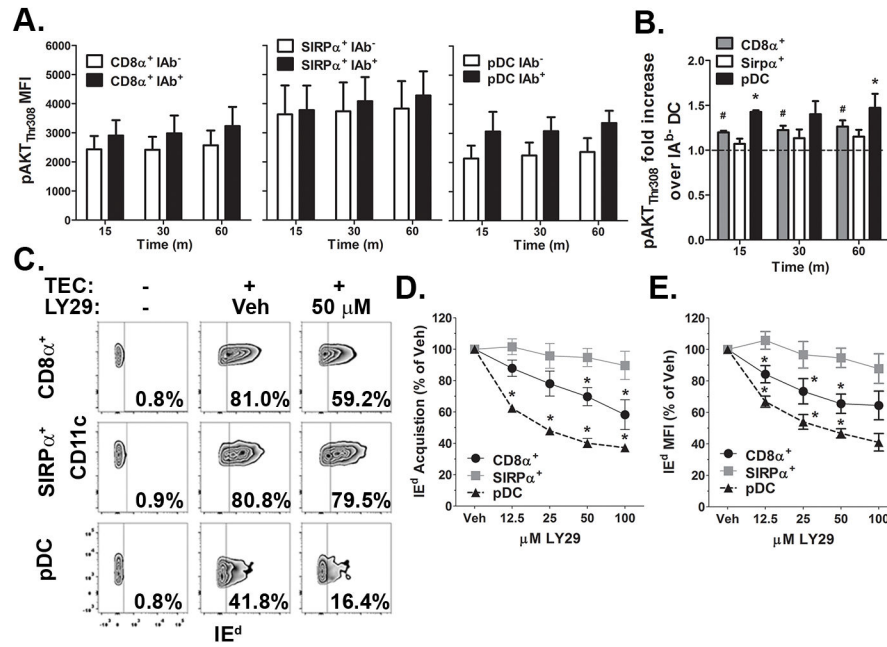 A.
CD8α+ IAb-
CD8α+ IAb+
SIRPα+ IAb-
SIRPα+ IAb+
pDC IAb-
pDC IAb+
pAKTThr308 MFI
6000
5000
4000
3000
2000
1000
0
15 30 60
Time (m)
15 30 60
Time (m)
15 30 60
Time (m)
B.
CD8α+
Sirpα+
pDC
pAKTThr308 fold increase
over IAb- DC
2.0
1.5
1.0
0.5
0.0
# * # # *
15 30 60
Time (m)
C.
TEC: - + +
LY29: - Veh 50 μM
CD8α+
0.8% 81.0% 59.2%
SIRPα+
CD11c
0.9% 80.8% 79.5%
pDC
0.8% 41.8% 16.4%
IEd
D.
IEd Acquistion (% of Veh)
120
100
80
60
40
20
0
* * * * * *
CD8α+
SIRPα+
pDC
Veh 12.5 25 50 100
μM LY29
E.
IEd MFI (% of Veh)
120
100
80
60
40
20
0
* * * * * *
CD8α+
SIRPα+
pDC
Veh 12.5 25 50 100
μM LY29